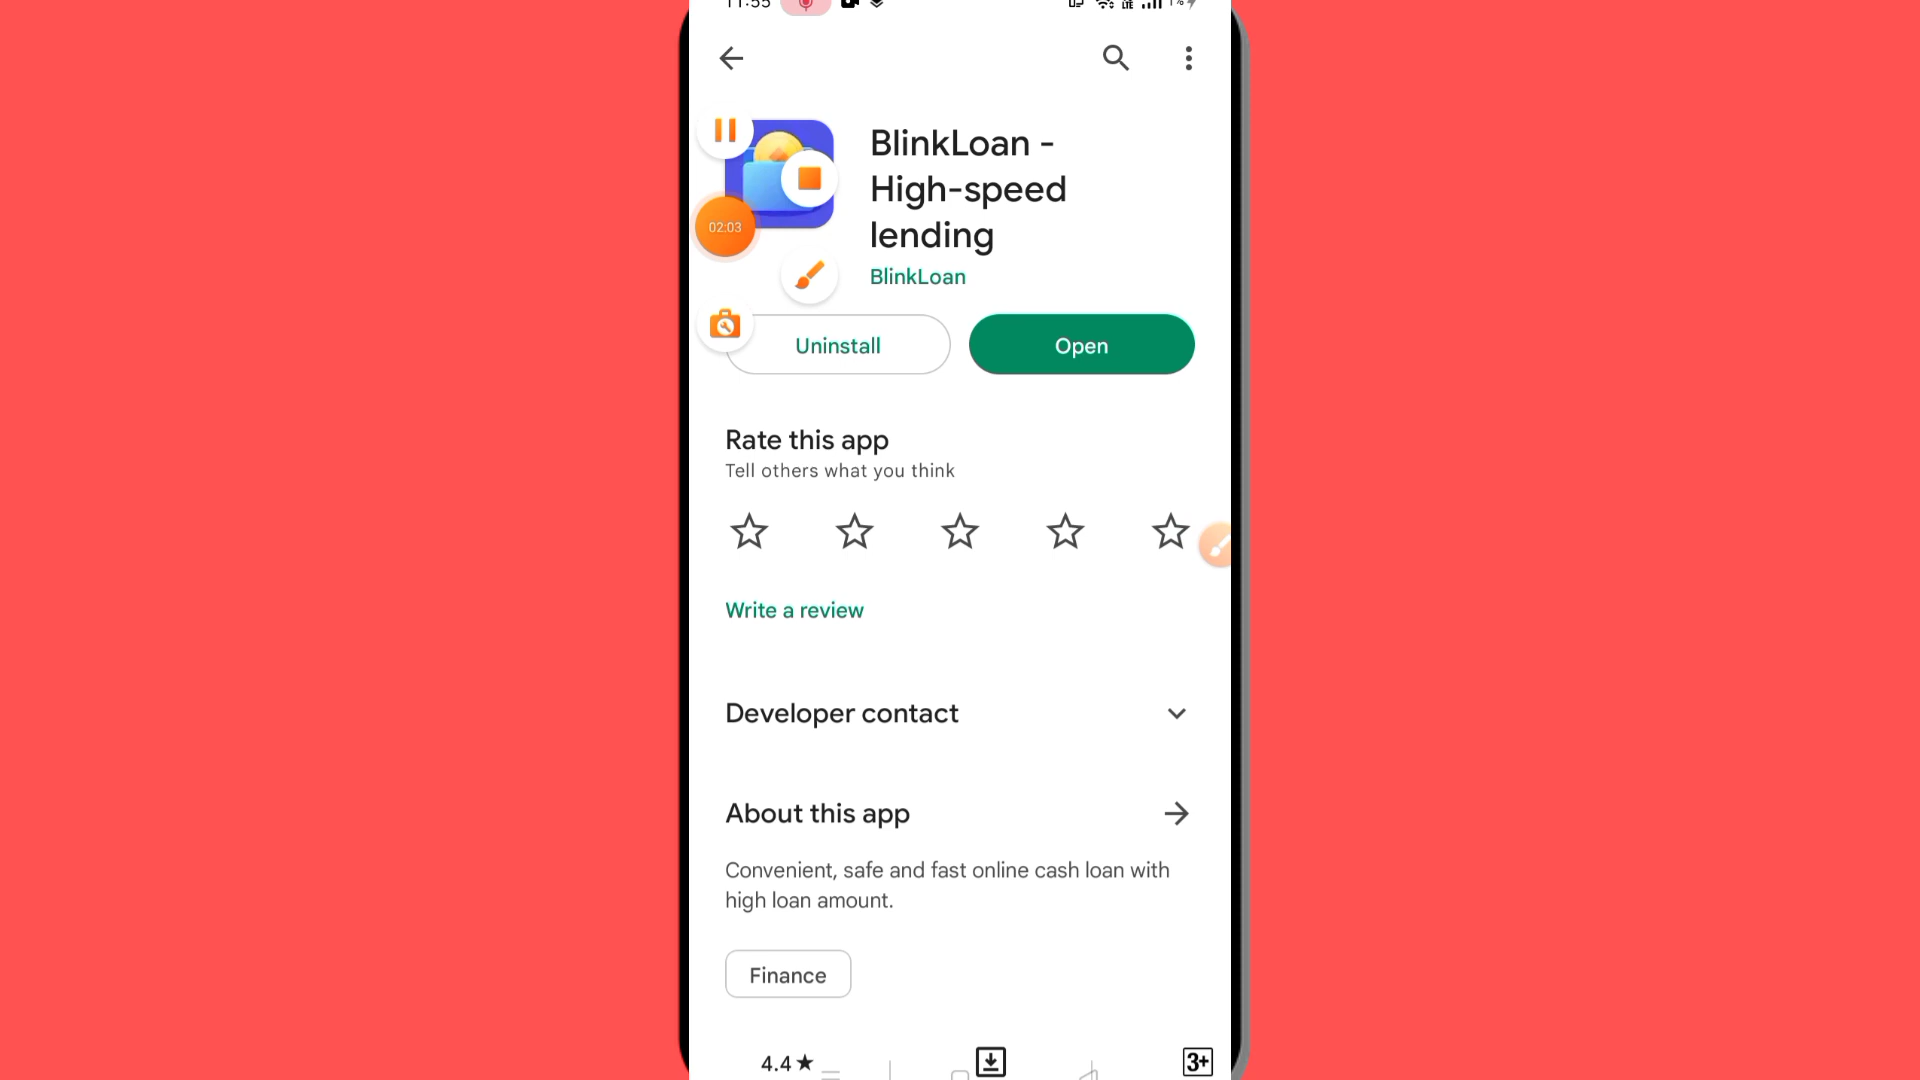 11:55
BlinkLoan -
High-speed
lending
BlinkLoan
02:03
Uninstall
Open
Rate this app
Tell others what you think
Write a review
Developer contact
About this app
Convenient, safe and fast online cash loan with
high loan amount.
Finance
4.4★
3+